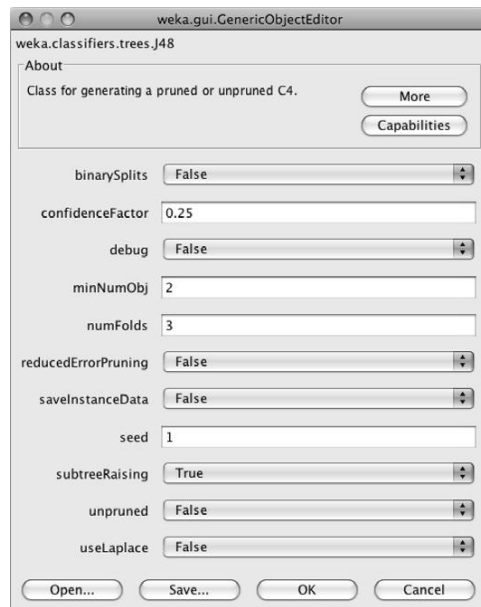 weka.gui.GenericObjectEditor
weka.classifiers.trees.J48
About
Class for generating a pruned or unpruned C4.
More
Capabilities
binarySplits False
confidenceFactor 0.25
debug False
minNumObj 2
numFolds 3
reducedErrorPruning False
saveInstanceData False
seed 1
subtreeRaising True
unpruned False
useLaplace False
Open... Save... OK Cancel